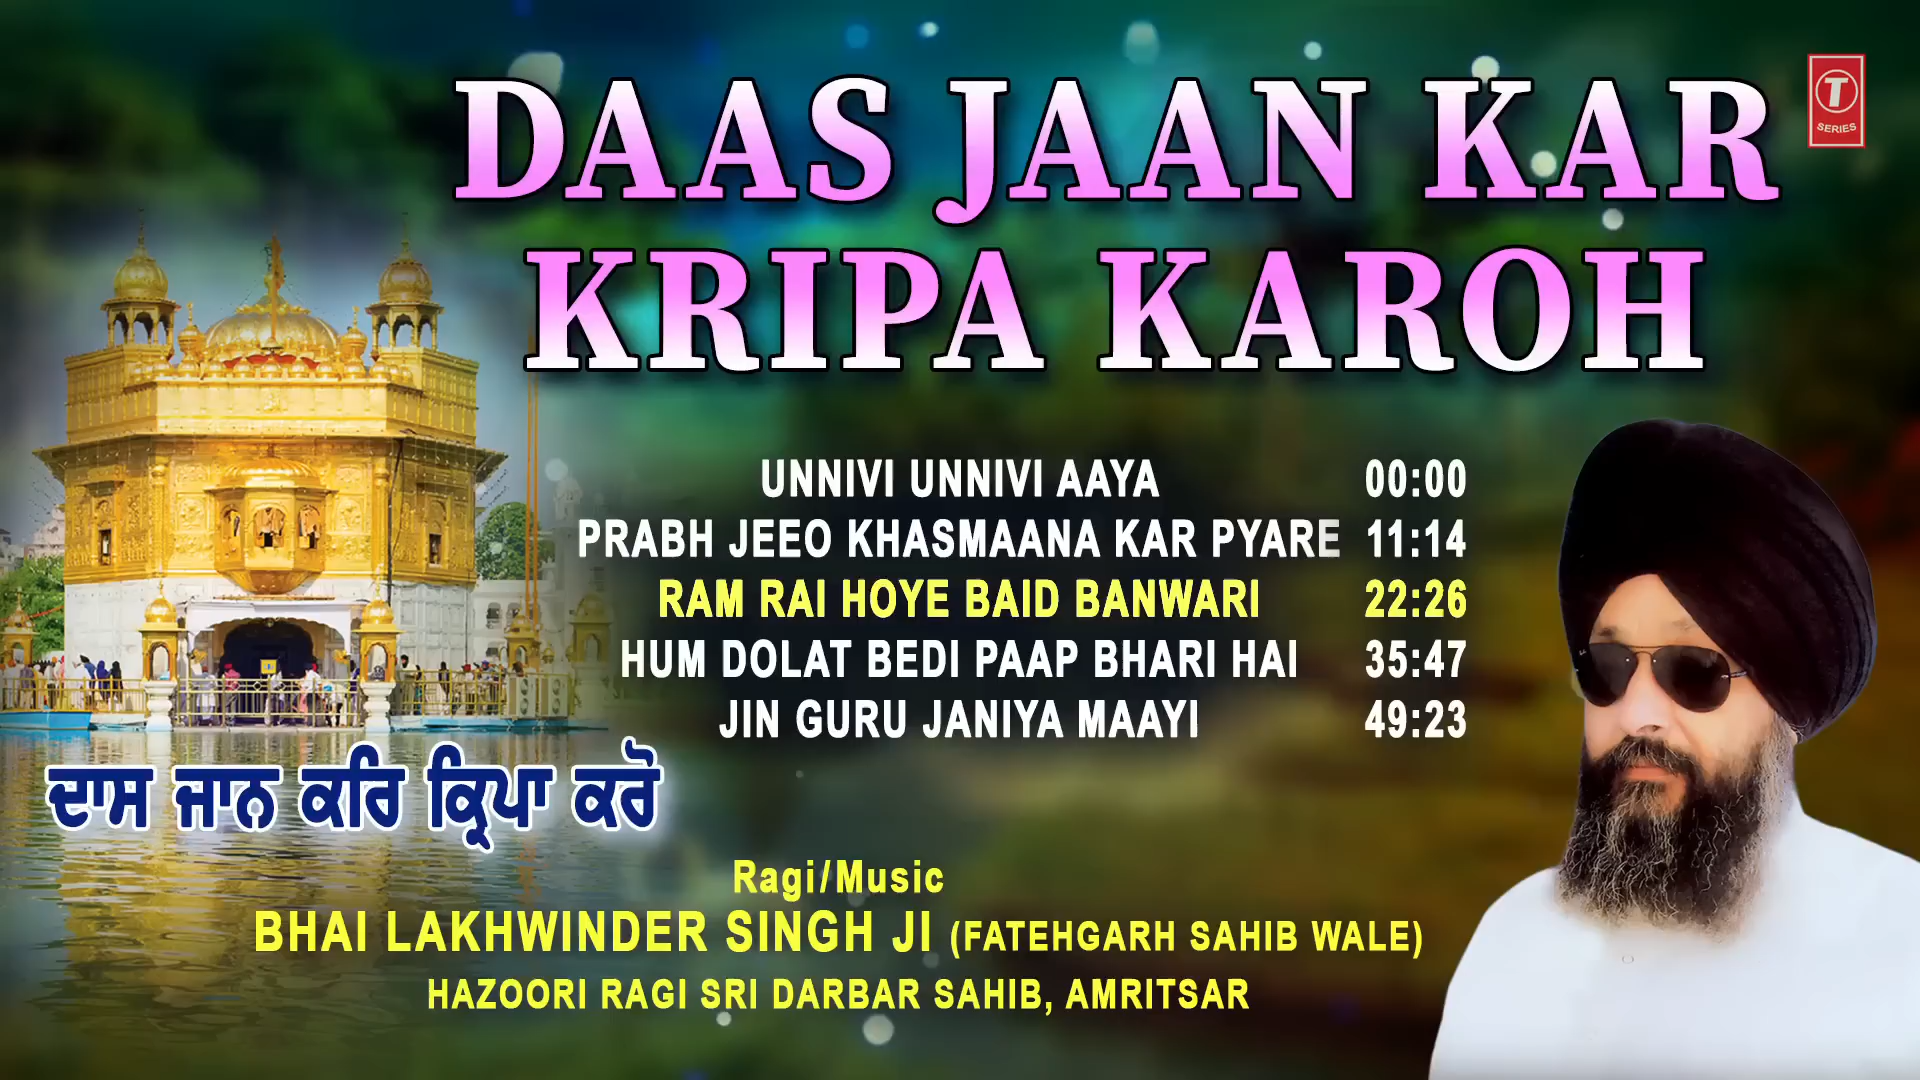 DAAS JAAN KAR
KRIPA KAROH
T
SERIES
UNNIVI UNNIVI AAYA 00:00
PRABH JEEO KHASMAANA KAR PYARE 11:14
RAM RAI HOYE BAID BANWARI 22:26
HUM DOLAT BEDI PAAP BHARI HAI 35:47
JIN GURU JANIYA MAAYI 49:23
ਦਾਸ ਜਾਨ ਕਰਿ ਕ੍ਰਿਪਾ ਕਰੋ
Ragi/Music
BHAI LAKHWINDER SINGH JI (FATEHGARH SAHIB WALE)
HAZOORI RAGI SRI DARBAR SAHIB, AMRITSAR